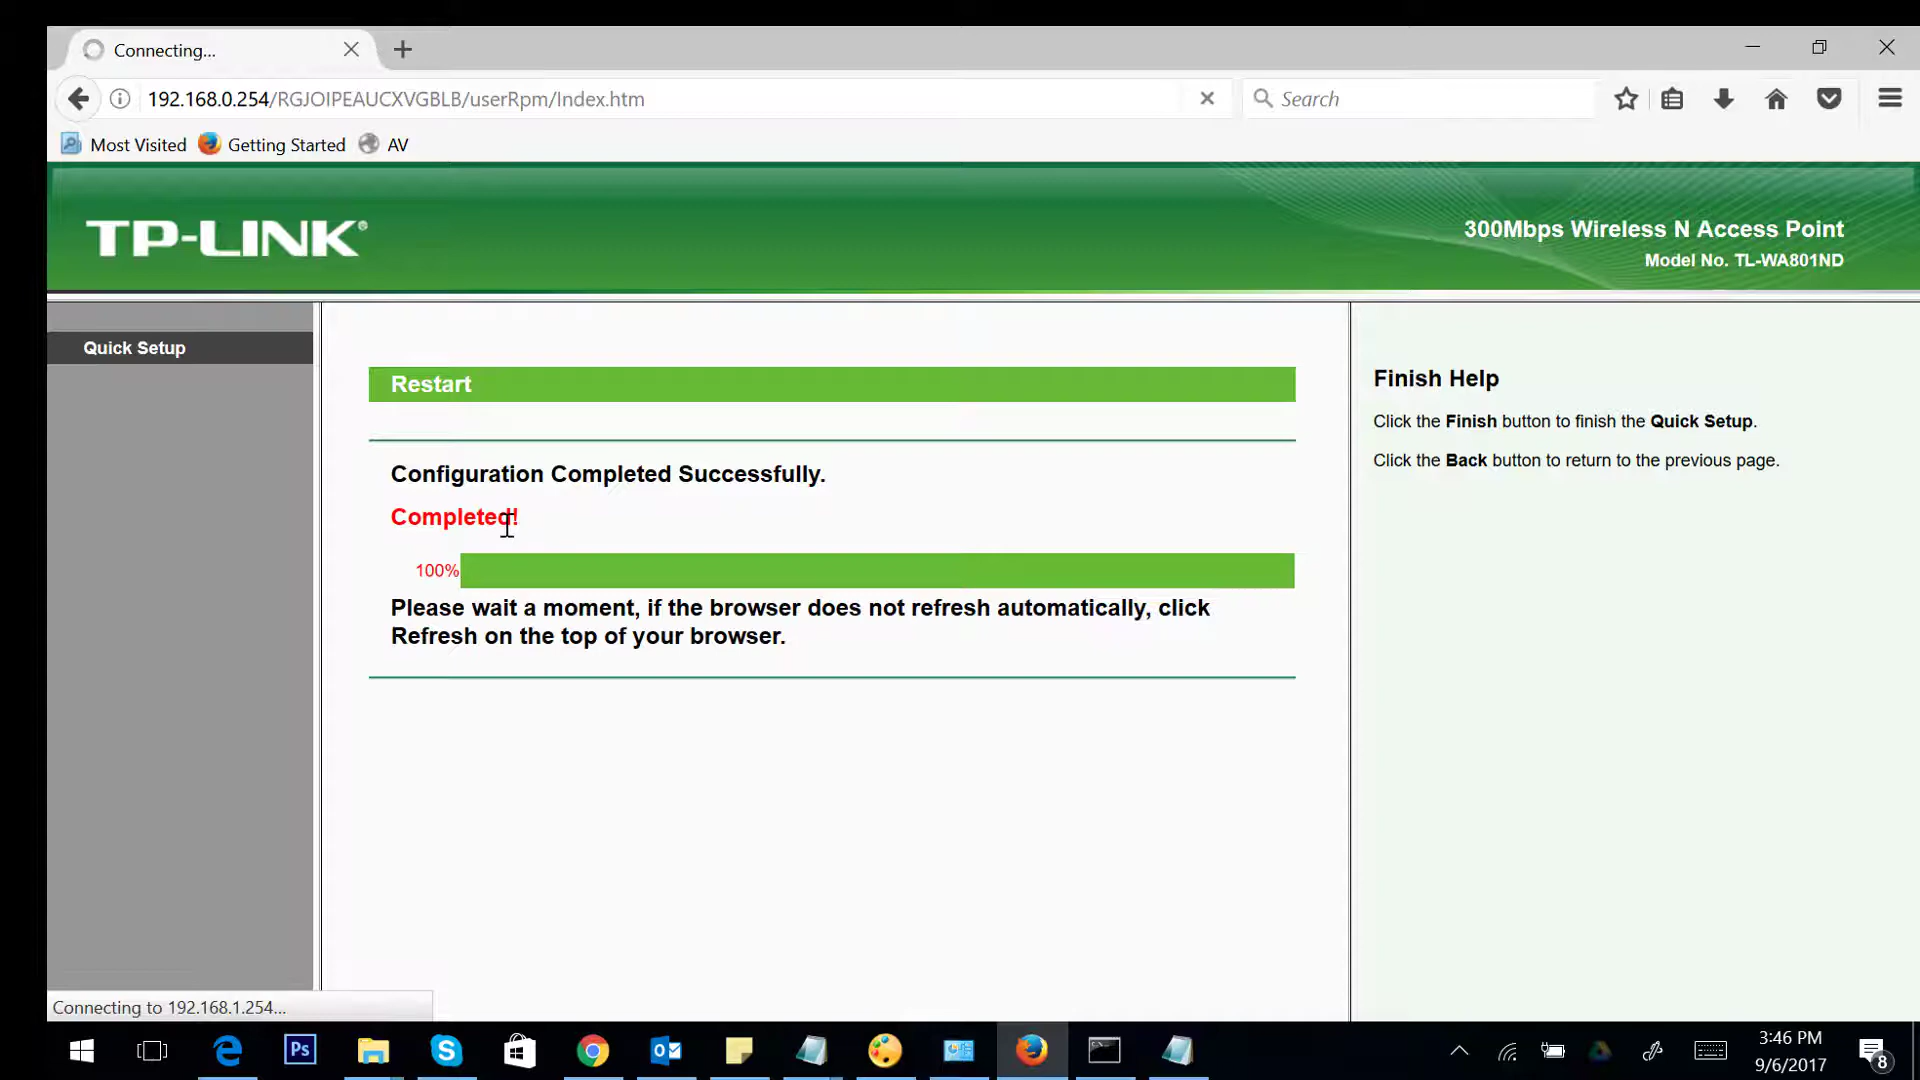 Connecting...
192.168.0.254/RGJOIPEAUCXVGBLB/userRpm/Index.htm
Search
Most Visited
Getting Started
AV
TP-LINK®
300Mbps Wireless N Access Point
Model No. TL-WA801ND
Quick Setup
Restart
Configuration Completed Successfully.
Completed!
100%
Please wait a moment, if the browser does not refresh automatically, click
Refresh on the top of your browser.
Finish Help
Click the Finish button to finish the Quick Setup.
Click the Back button to return to the previous page.
Connecting to 192.168.1.254...
Ps
3:46 PM
9/6/2017
8